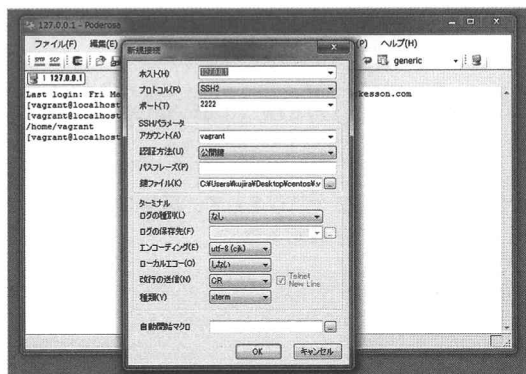 127.0.0.1 - Poderosa
ファイル(F) 編集(E)
P) ヘルプ(H)
generic
1 127.0.0.1
Last login: Fri Ma
kesson.com
[vagrant@localhost
[vagrant@localhost
/home/vagrant
[vagrant@localhost
新規接続
ホスト(H) 127.0.0.1
プロトコル(R) SSH2
ポート(T) 2222
SSHパラメータ
アカウント(A) vagrant
認証方法(U) 公開鍵
パスフレーズ(P)
鍵ファイル(K) C:¥Users¥kujira¥Desktop¥centos¥.v
ターミナル
ログの種別(L) なし
ログの保存先(F)
エンコーディング(E) utf-8 (cjk)
ローカルエコー(O) しない
改行の送信(N) CR
Telnet
New Line
種類(Y) xterm
自動開始マクロ
OK キャンセル